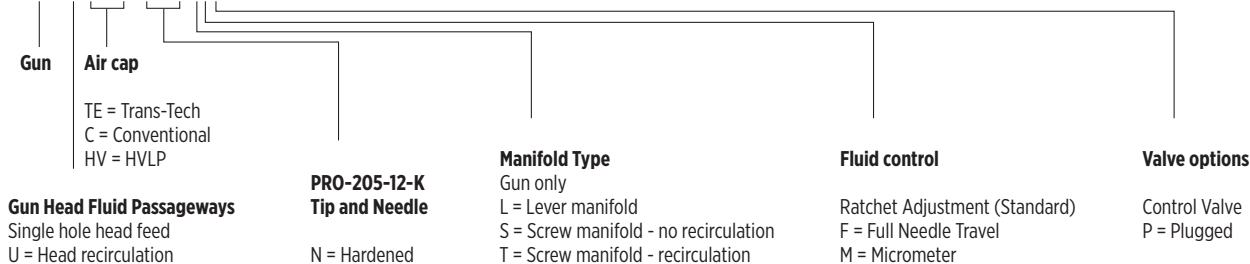 Gun
Air cap
TE = Trans-Tech
C = Conventional
HV = HVLP
Gun Head Fluid Passageways
Single hole head feed
U = Head recirculation
PRO-205-12-K
Tip and Needle
N = Hardened
Manifold Type
Gun only
L = Lever manifold
S = Screw manifold - no recirculation
T = Screw manifold - recirculation
Fluid control
Ratchet Adjustment (Standard)
F = Full Needle Travel
M = Micrometer
Valve options
Control Valve
P = Plugged